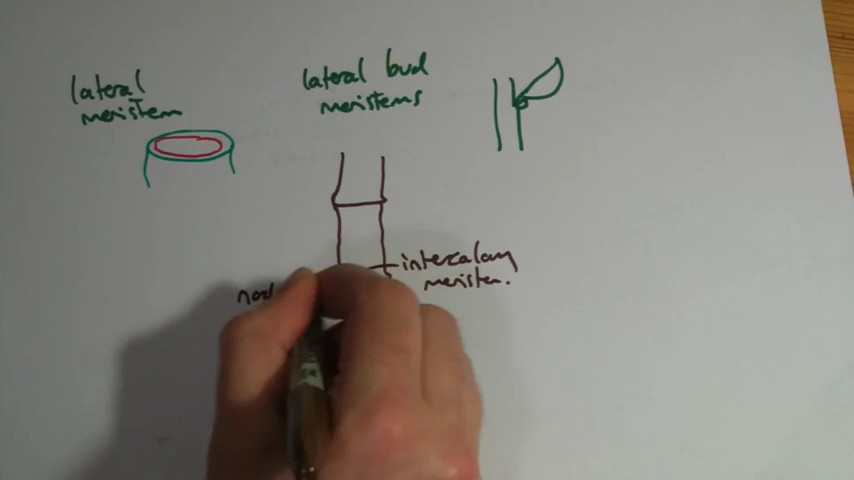 lateral
meristem
lateral bud
meristems
intercalary
meristem.